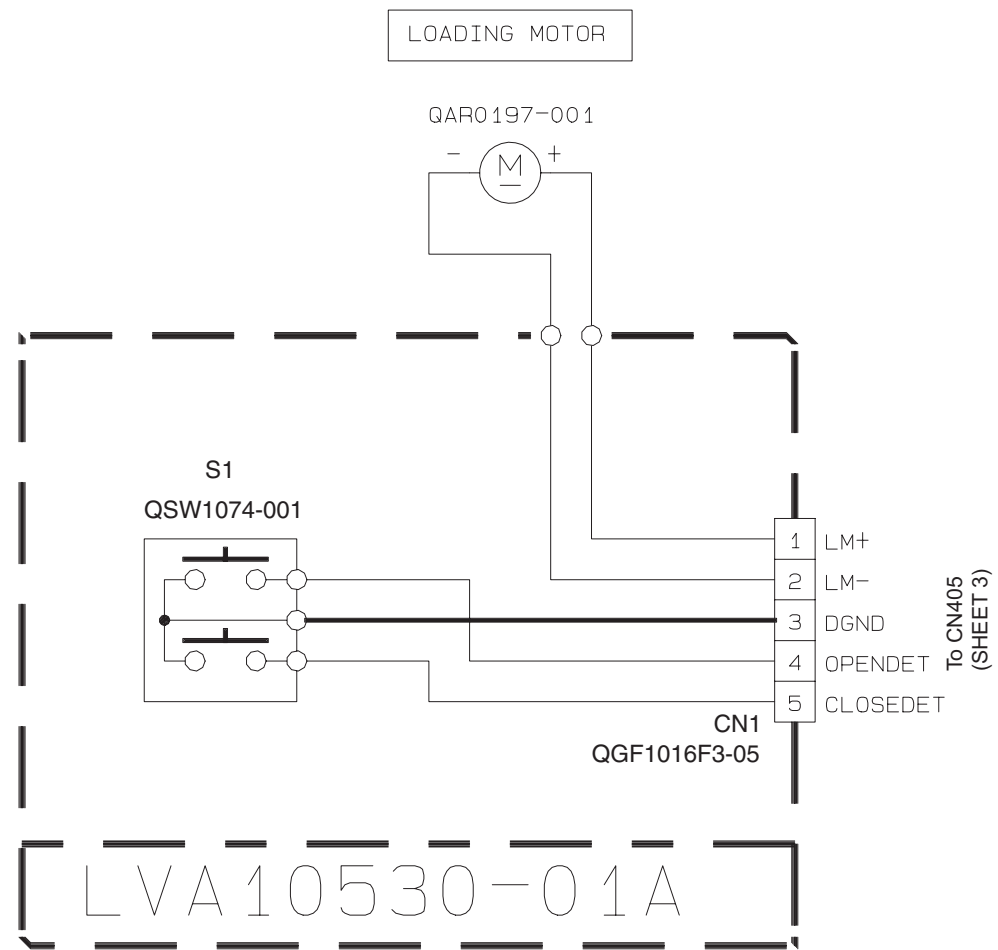 LOADING MOTOR
QAR0197-001
- M +
S1
QSW1074-001
1 LM+
2 LM-
3 DGND
4 OPENDET
5 CLOSEDET
To CN405
(SHEET 3)
CN1
QGF1016F3-05
LVA10530-01A